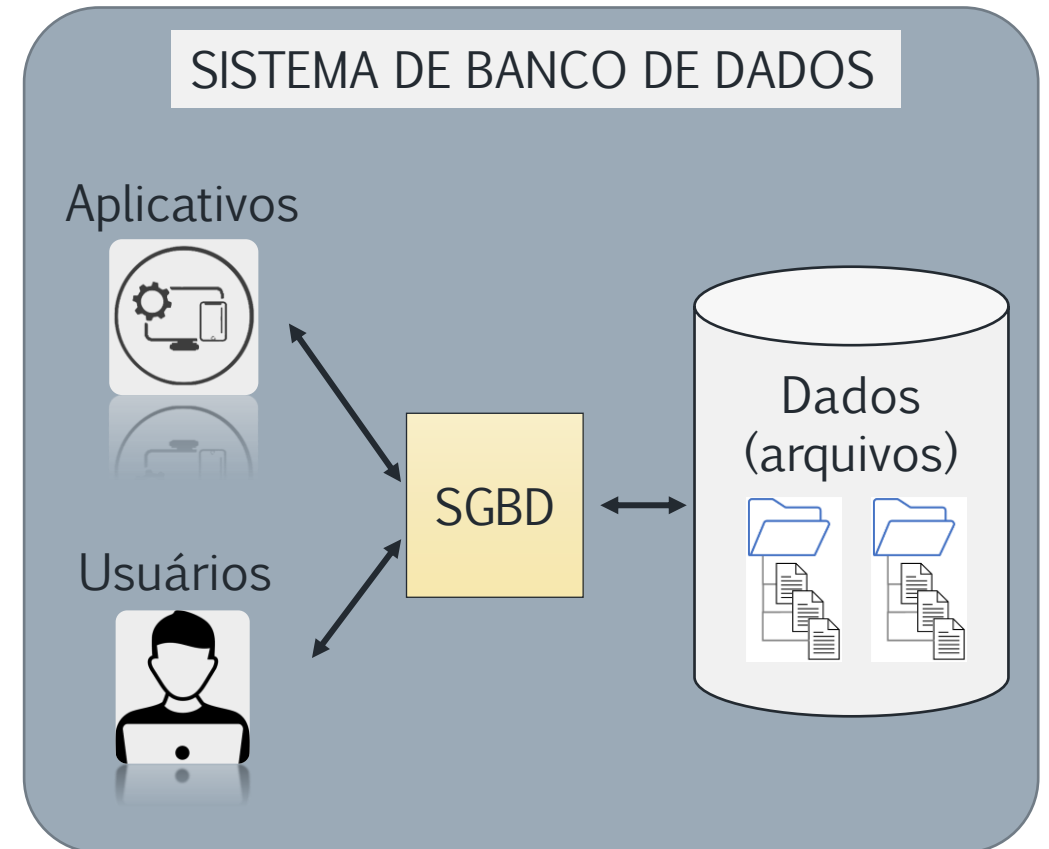 SISTEMA DE BANCO DE DADOS
Aplicativos
Dados
(arquivos)
SGBD
Usuários